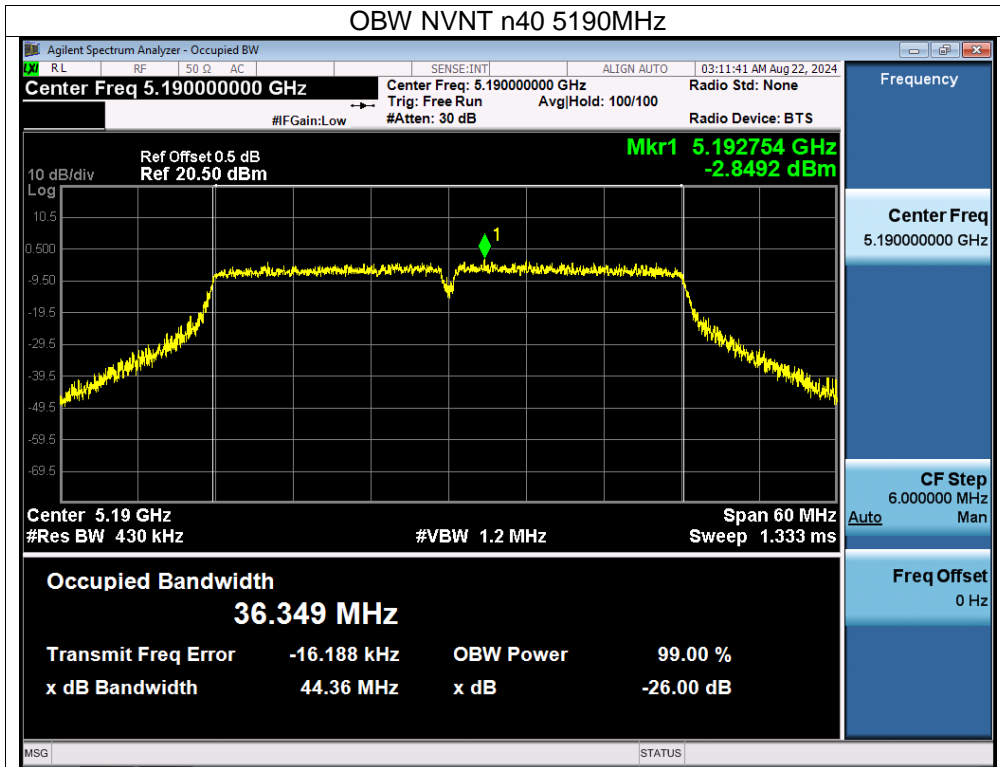 OBW NVNT n40 5190MHz
Agilent Spectrum Analyzer - Occupied BW
LXI RL RF 50 Ω AC SENSE:INT ALIGN AUTO 03:11:41 AM Aug 22, 2024
Center Freq 5.190000000 GHz
Center Freq: 5.190000000 GHz Radio Std: None
Trig: Free Run Avg|Hold: 100/100
#IFGain:Low #Atten: 30 dB Radio Device: BTS
Ref Offset 0.5 dB
10 dB/div Ref 20.50 dBm
Mkr1 5.192754 GHz
-2.8492 dBm
Log
10.5
0.500
-9.50
-19.5
-29.5
-39.5
-49.5
-59.5
-69.5
1
Center 5.19 GHz Span 60 MHz
#Res BW 430 kHz #VBW 1.2 MHz Sweep 1.333 ms
Occupied Bandwidth
36.349 MHz
Transmit Freq Error -16.188 kHz OBW Power 99.00 %
x dB Bandwidth 44.36 MHz x dB -26.00 dB
MSG STATUS
Frequency
Center Freq
5.190000000 GHz
CF Step
6.000000 MHz
Auto Man
Freq Offset
0 Hz